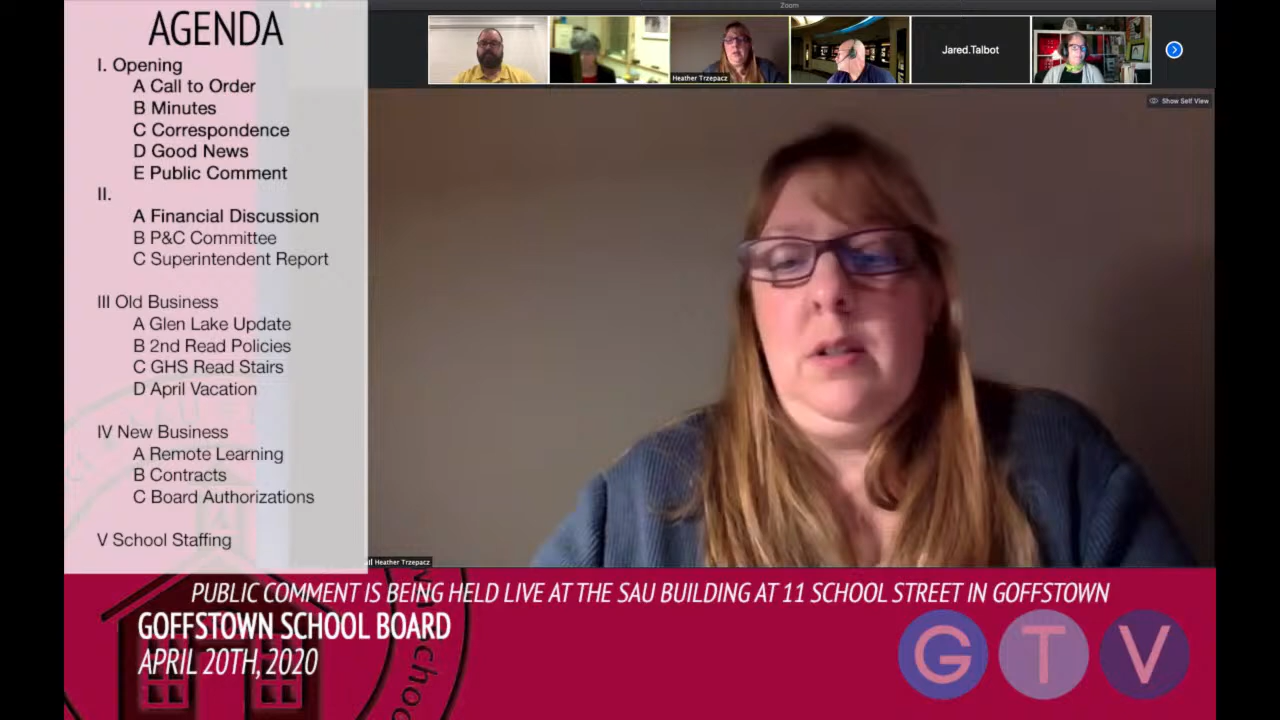 Zoom
AGENDA
I. Opening
A Call to Order
B Minutes
C Correspondence
D Good News
E Public Comment
II.
A Financial Discussion
B P&C Committee
C Superintendent Report
III Old Business
A Glen Lake Update
B 2nd Read Policies
C GHS Read Stairs
D April Vacation
IV New Business
A Remote Learning
B Contracts
C Board Authorizations
V School Staffing
Heather Trzepacz
Jared.Talbot
Show Self View
Heather Trzepacz
PUBLIC COMMENT IS BEING HELD LIVE AT THE SAU BUILDING AT 11 SCHOOL STREET IN GOFFSTOWN
GOFFSTOWN SCHOOL BOARD
APRIL 20TH, 2020
G T V